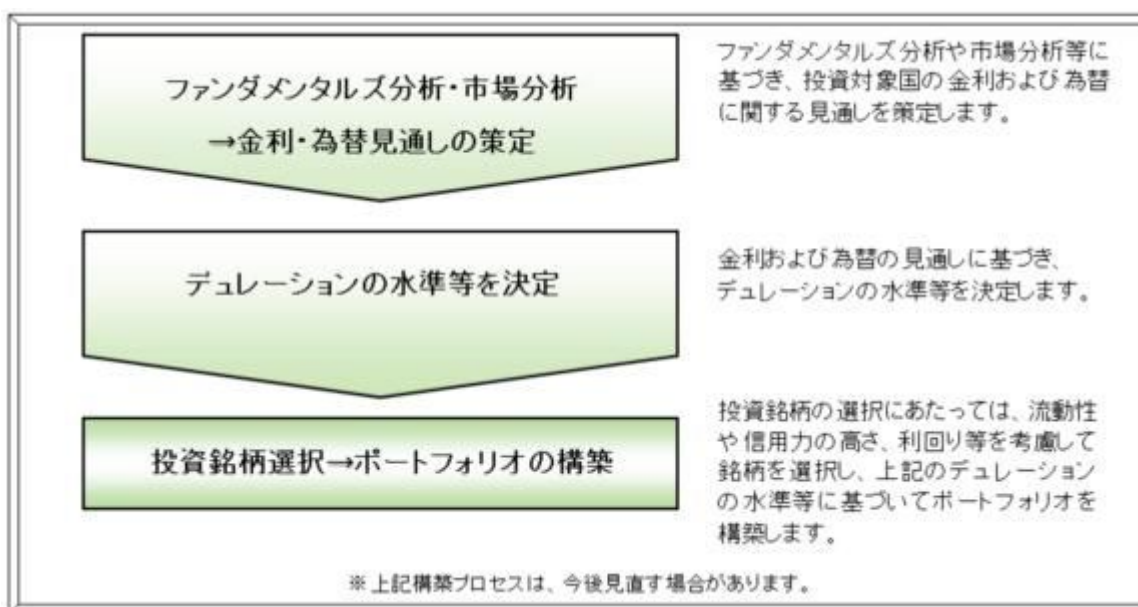 ファンダメンタルズ分析・市場分析
→金利・為替見通しの策定
ファンダメンタルズ分析や市場分析等に
基づき、投資対象国の金利および為替
に関する見通しを策定します。
デュレーションの水準等を決定
金利および為替の見通しに基づき、
デュレーションの水準等を決定します。
投資銘柄選択→ポートフォリオの構築
投資銘柄の選択にあたっては、流動性
や信用力の高さ、利回り等を考慮して
銘柄を選択し、上記のデュレーション
の水準等に基づいてポートフォリオを
構築します。
※上記構築プロセスは、今後見直す場合があります。